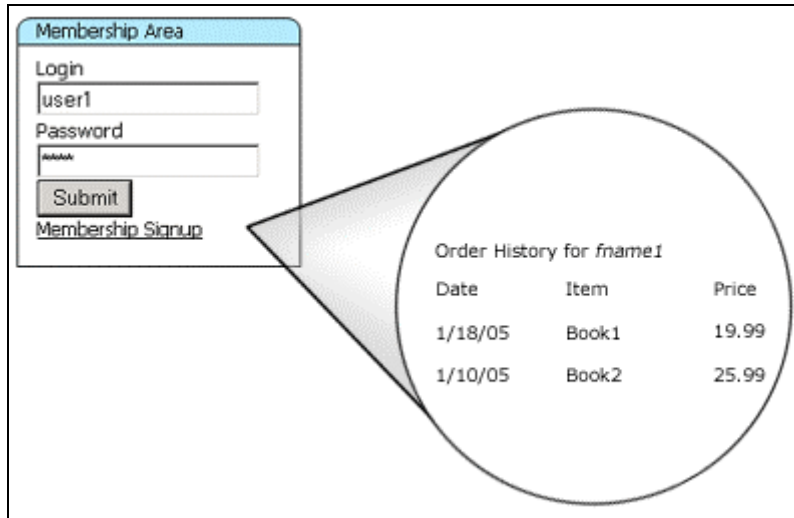 Membership Area
Login
user1
Password
****
Submit
Membership Signup
Order History for fname1
Date Item Price
1/18/05 Book1 19.99
1/10/05 Book2 25.99